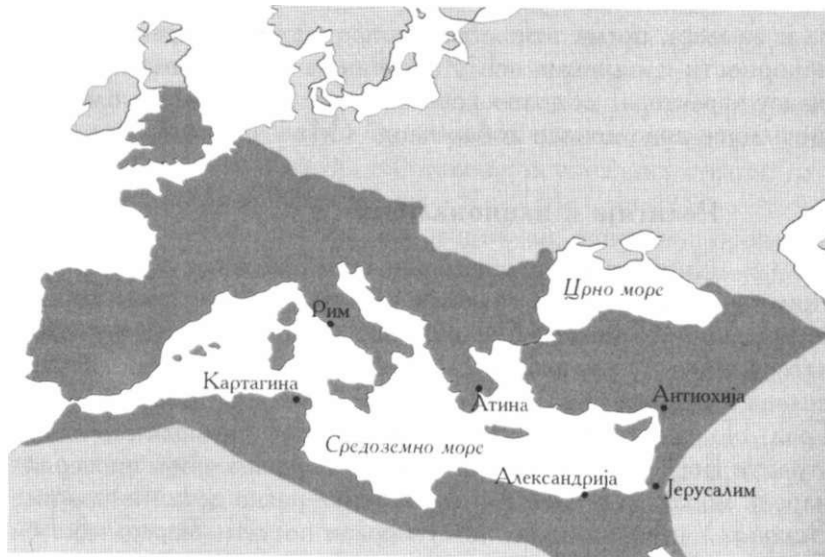 Црно море
Рим
Картагина
Атина
Антиохија
Средоземно море
Александрија
Јерусалим